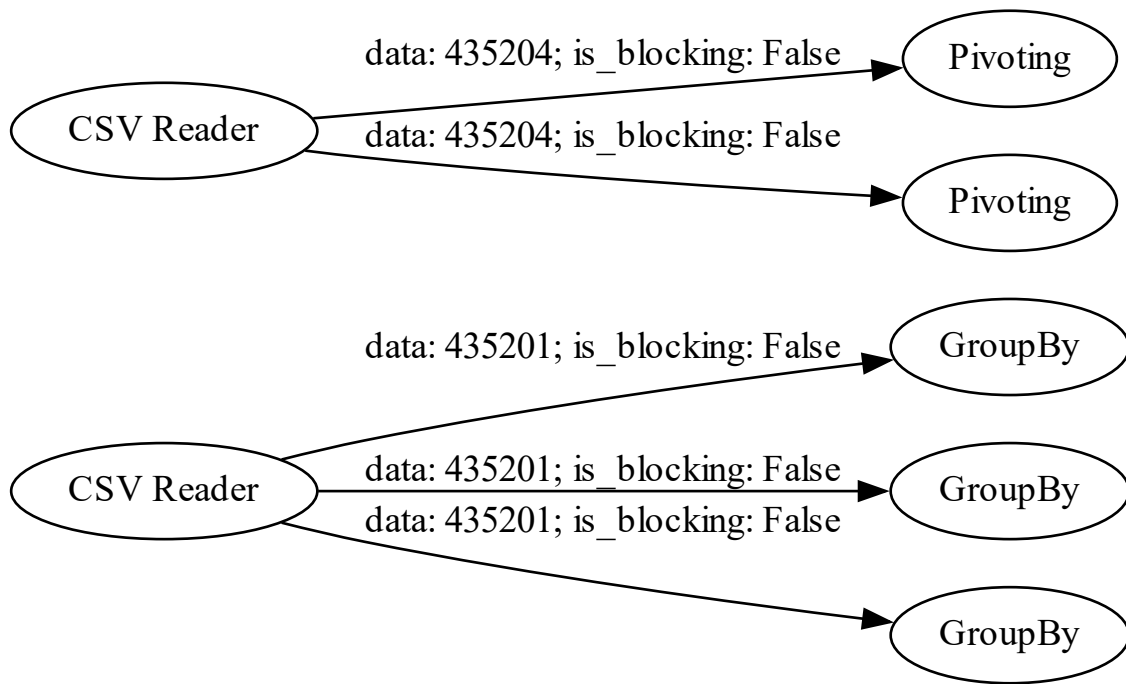 data: 435204; is_blocking: False
Pivoting
CSV Reader
data: 435204; is_blocking: False
Pivoting
data: 435201; is_blocking: False
GroupBy
CSV Reader
data: 435201; is_blocking: False
GroupBy
data: 435201; is_blocking: False
GroupBy